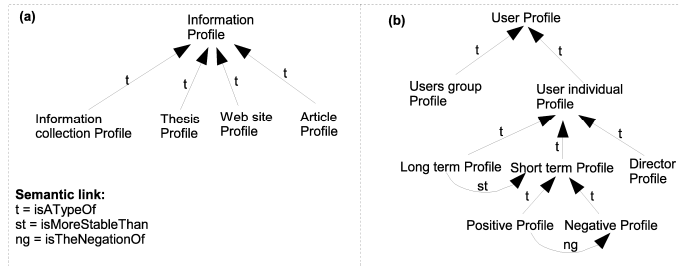 (a)
Information
Profile
t
t
t
t
Information
collection Profile
Thesis
Profile
Web site
Profile
Article
Profile
Semantic link:
t = isATypeOf
st = isMoreStableThan
ng = isTheNegationOf
(b)
User Profile
t
t
Users group
Profile
User individual
Profile
t
t
t
Long term Profile
Short term Profile
Director
Profile
st
t
t
Positive Profile
Negative Profile
ng